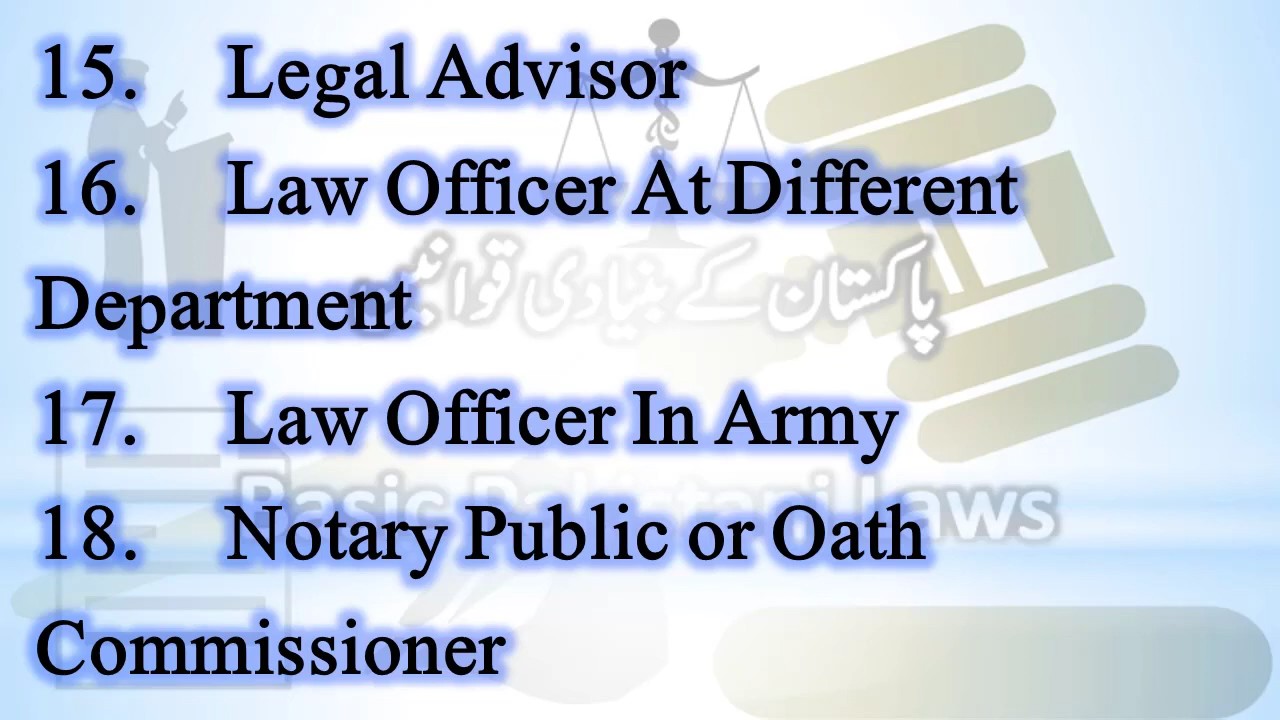 15. Legal Advisor
16. Law Officer At Different
Department
پاکستان کے بنیادی قوانین
17. Law Officer In Army
Basic Pakistani Laws
18. Notary Public or Oath
Commissioner